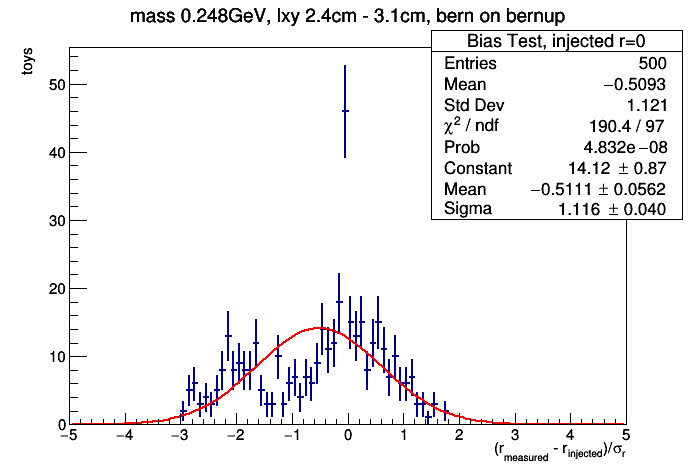 mass 0.248GeV, lxy 2.4cm - 3.1cm, bern on bernup
toys
Bias Test, injected r=0
Entries 500
Mean −0.5093
Std Dev 1.121
χ² / ndf 190.4 / 97
Prob 4.832e−08
Constant 14.12 ± 0.87
Mean −0.5111 ± 0.0562
Sigma 1.116 ± 0.040
50
40
30
20
10
0
−5 −4 −3 −2 −1 0 1 2 3 4 5
(r_measured - r_injected)/σ_r